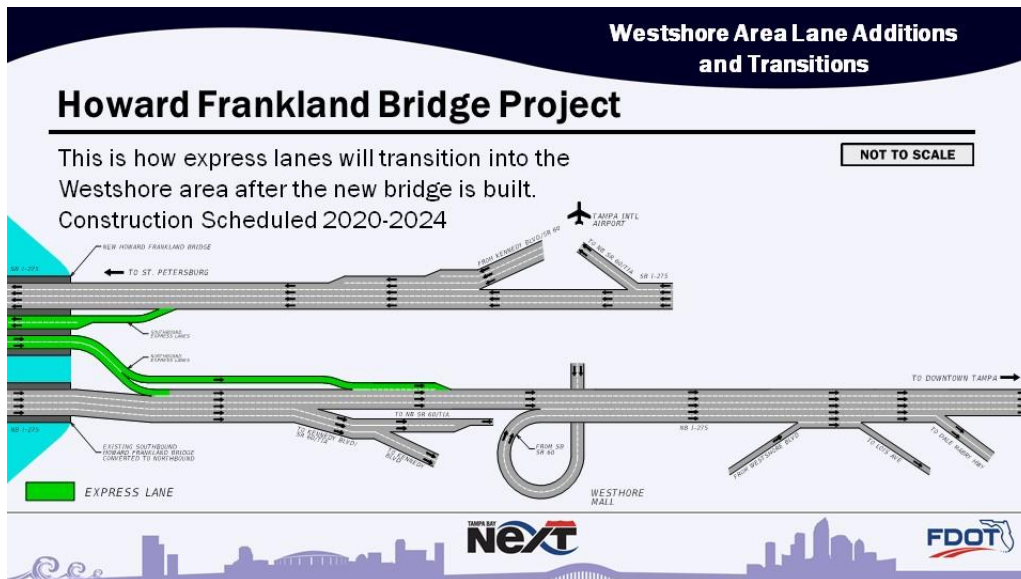 Westshore Area Lane Additions
and Transitions
Howard Frankland Bridge Project
This is how express lanes will transition into the
Westshore area after the new bridge is built.
Construction Scheduled 2020-2024
NOT TO SCALE
TAMPA INTL
AIRPORT
NEW HOWARD FRANKLAND BRIDGE
SB I-275
TO ST. PETERSBURG
FROM KENNEDY BLVD/SR 60
TO NB SR 60/TIA
SB I-275
SOUTHBOUND
EXPRESS LANES
NORTHBOUND
EXPRESS LANES
TO DOWNTOWN TAMPA
TO NB SR 60/TIA
NB I-275
NB I-275
TO KENNEDY BLVD/
SR 60/TIA
TO KENNEDY
BLVD
FROM SB
SR 60
FROM WESTSHORE BLVD
TO LOIS AVE
TO DALE MABRY HWY
EXISTING SOUTHBOUND
HOWARD FRANKLAND BRIDGE
CONVERTED TO NORTHBOUND
EXPRESS LANE
WESTHORE
MALL
TAMPA BAY
NEXT
FDOT